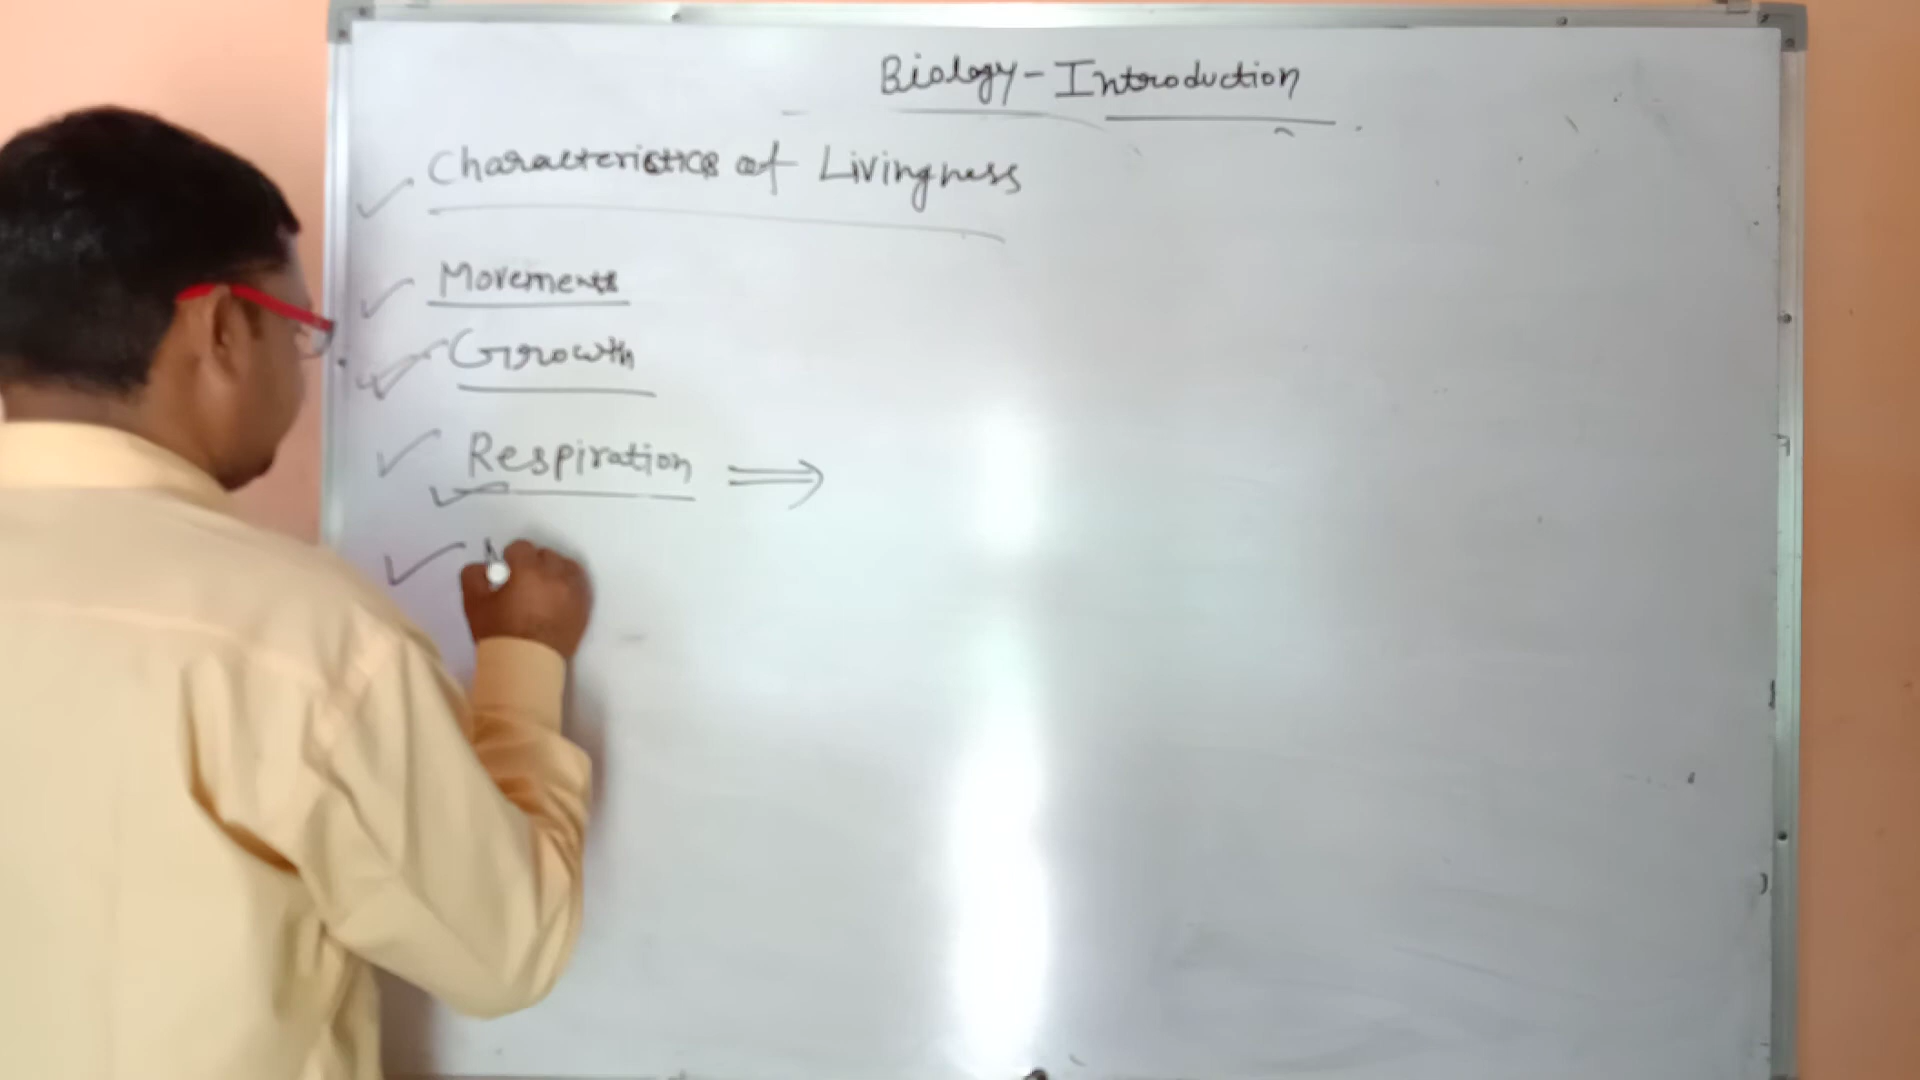 Biology - Introduction
Characteristics of Livingness
Movements
Growth
Respiration ⇒